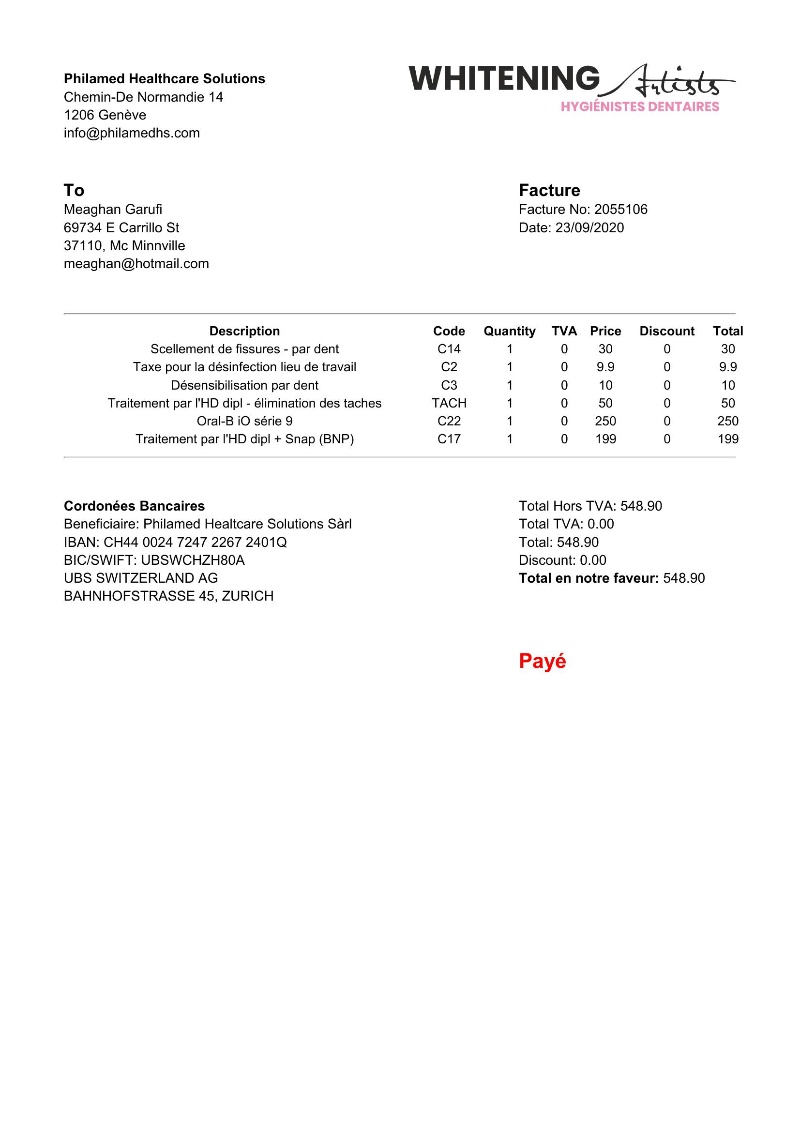 Philamed Healthcare Solutions
Chemin-De Normandie 14
1206 Genève
info@philamedhs.com
WHITENING Artists
HYGIÉNISTES DENTAIRES
To
Meaghan Garufi
69734 E Carrillo St
37110, Mc Minnville
meaghan@hotmail.com
Facture
Facture No: 2055106
Date: 23/09/2020
Description Code Quantity TVA Price Discount Total
Scellement de fissures - par dent C14 1 0 30 0 30
Taxe pour la désinfection lieu de travail C2 1 0 9.9 0 9.9
Désensibilisation par dent C3 1 0 10 0 10
Traitement par l'HD dipl - élimination des taches TACH 1 0 50 0 50
Oral-B iO série 9 C22 1 0 250 0 250
Traitement par l'HD dipl + Snap (BNP) C17 1 0 199 0 199
Cordonées Bancaires
Beneficiaire: Philamed Healtcare Solutions Sàrl
IBAN: CH44 0024 7247 2267 2401Q
BIC/SWIFT: UBSWCHZH80A
UBS SWITZERLAND AG
BAHNHOFSTRASSE 45, ZURICH
Total Hors TVA: 548.90
Total TVA: 0.00
Total: 548.90
Discount: 0.00
Total en notre faveur: 548.90
Payé